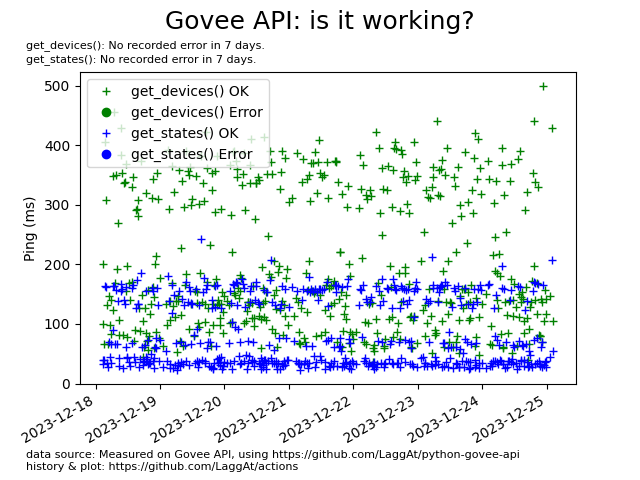 Govee API: is it working?
get_devices(): No recorded error in 7 days.
get_states(): No recorded error in 7 days.
get_devices() OK
get_devices() Error
get_states() OK
get_states() Error
Ping (ms)
500
400
300
200
100
0
2023-12-18
2023-12-19
2023-12-20
2023-12-21
2023-12-22
2023-12-23
2023-12-24
2023-12-25
data source: Measured on Govee API, using https://github.com/LaggAt/python-govee-api
history & plot: https://github.com/LaggAt/actions